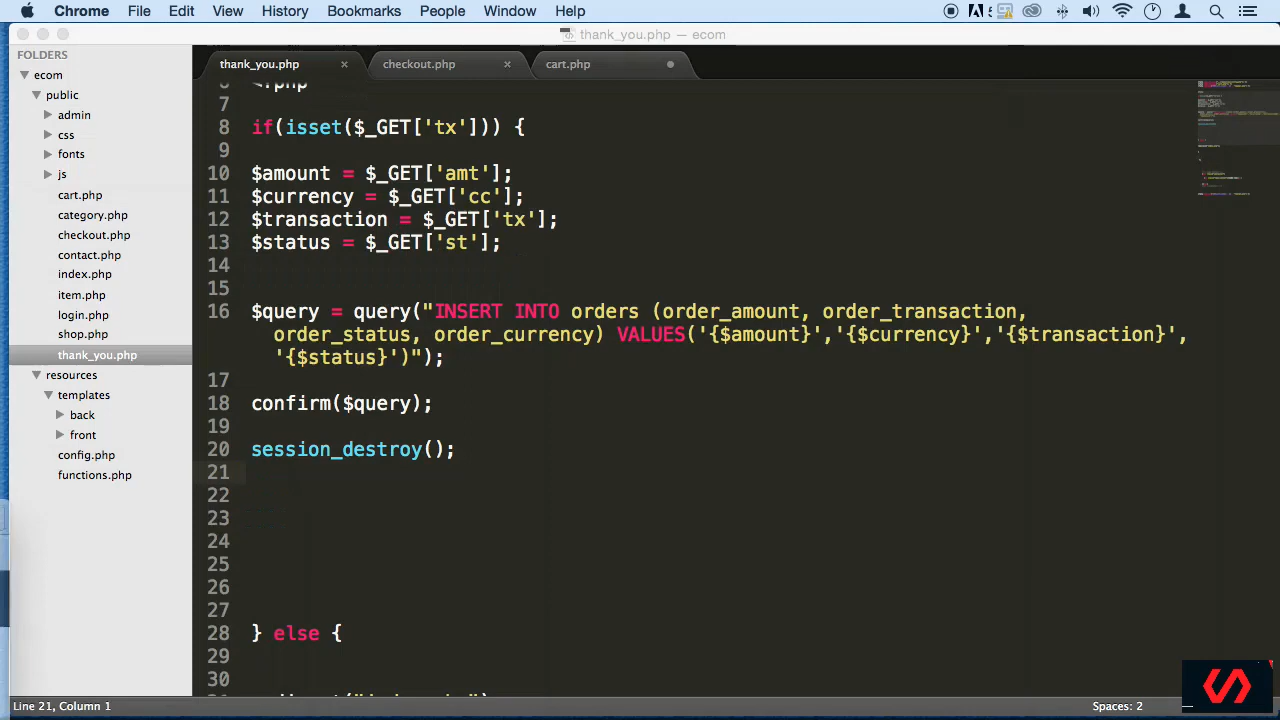 Chrome File Edit View History Bookmarks People Window Help
thank_you.php — ecom
FOLDERS
ecom
public
admin
css
fonts
js
cart.php
category.php
checkout.php
contact.php
index.php
item.php
login.php
shop.php
thank_you.php
resources
templates
back
front
config.php
functions.php
thank_you.php × checkout.php × cart.php
6 <?php
7
8 if(isset($_GET['tx'])) {
9
10 $amount = $_GET['amt'];
11 $currency = $_GET['cc'];
12 $transaction = $_GET['tx'];
13 $status = $_GET['st'];
14
15
16 $query = query("INSERT INTO orders (order_amount, order_transaction,
order_status, order_currency) VALUES('{$amount}','{$currency}','{$transaction}',
'{$status}')");
17
18 confirm($query);
19
20 session_destroy();
21
22
23
24
25
26
27
28 } else {
29
30
Line 21, Column 1
Spaces: 2